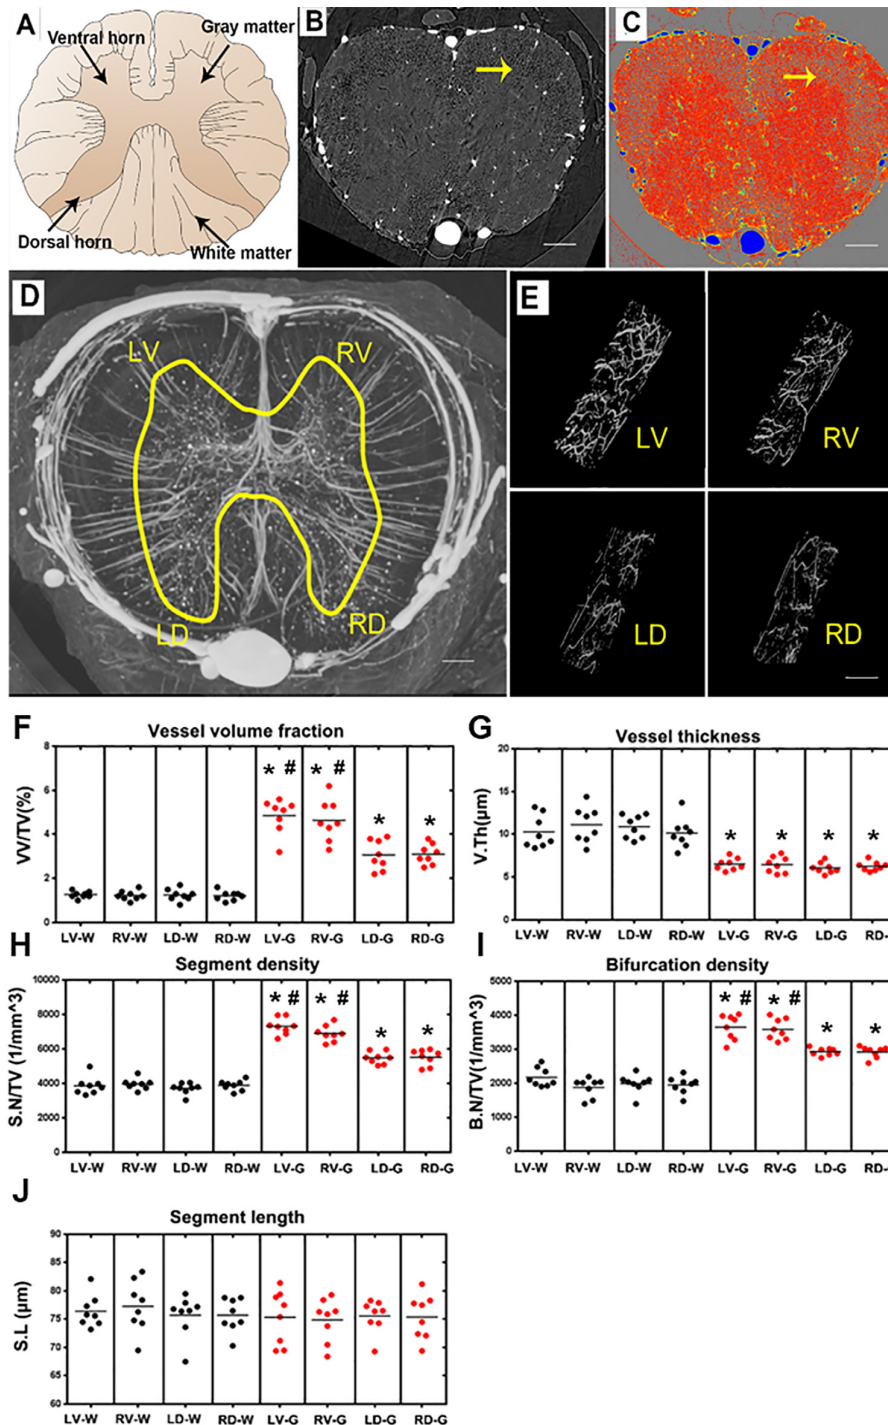 A
Ventral horn
Gray matter
Dorsal horn
White matter
B
C
D
LV
RV
LD
RD
E
LV
RV
LD
RD
F
Vessel volume fraction
VV/TV(%)
8
6
4
2
0
* #
* #
*
*
LV-W RV-W LD-W RD-W LV-G RV-G LD-G RD-G
G
Vessel thickness
V.Th(μm)
20
15
10
5
0
*
*
*
*
LV-W RV-W LD-W RD-W LV-G RV-G LD-G RD-
H
Segment density
S.N/TV (1/mm^3)
10000
8000
6000
4000
2000
0
* #
* #
*
*
LV-W RV-W LD-W RD-W LV-G RV-G LD-G RD-G
I
Bifurcation density
B.N/TV(1/mm^3)
5000
4000
3000
2000
1000
0
* #
* #
*
*
LV-W RV-W LD-W RD-W LV-G RV-G LD-G RD-
J
Segment length
S.L (μm)
90
85
80
75
70
65
60
LV-W RV-W LD-W RD-W LV-G RV-G LD-G RD-G